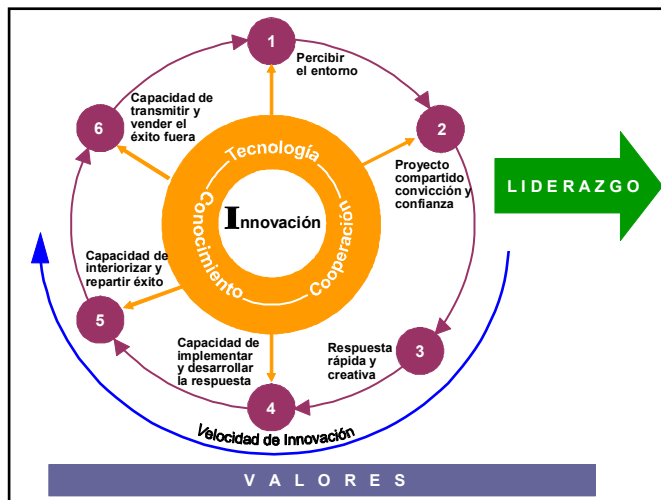 1
Percibir
el entorno
2
Proyecto
compartido
convicción y
confianza
3
Respuesta
rápida y
creativa
4
Capacidad de
implementar
y desarrollar
la respuesta
5
Capacidad de
interiorizar y
repartir éxito
6
Capacidad de
transmitir y
vender el
éxito fuera
Tecnología
Cooperación
Conocimiento
Innovación
LIDERAZGO
Velocidad de Innovación
VALORES